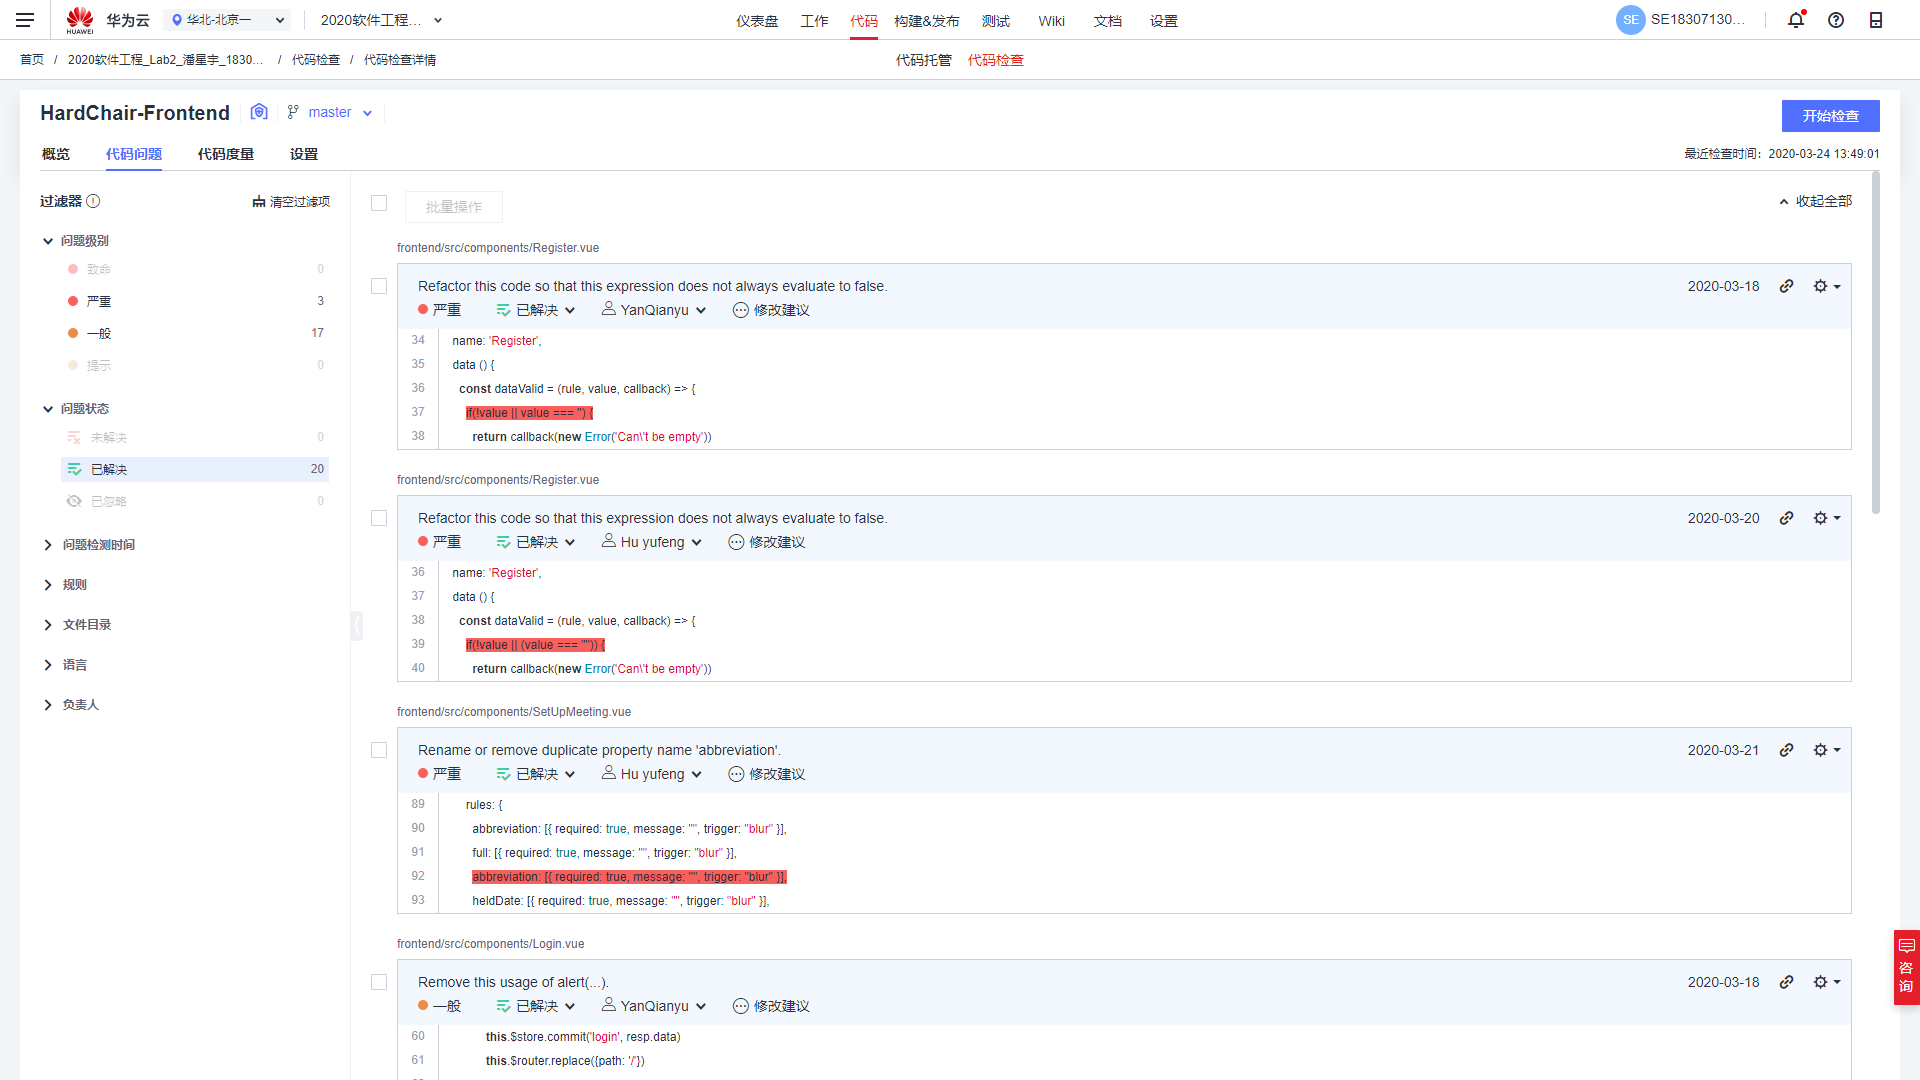 HUAWEI
华为云
华北-北京一
2020软件工程...
仪表盘 工作 代码 构建&发布 测试 Wiki 文档 设置
SE
SE18307130...
首页 / 2020软件工程_Lab2_潘星宇_1830... / 代码检查 / 代码检查详情
代码托管 代码检查
HardChair-Frontend
master
开始检查
概览 代码问题 代码度量 设置
最近检查时间: 2020-03-24 13:49:01
过滤器
清空过滤项
问题级别
致命 0
严重 3
一般 17
提示 0
问题状态
未解决 0
已解决 20
已忽略 0
问题检测时间
规则
文件目录
语言
负责人
批量操作
收起全部
frontend/src/components/Register.vue
Refactor this code so that this expression does not always evaluate to false.
2020-03-18
严重 已解决 YanQianyu 修改建议
34 name: 'Register',
35 data () {
36 const dataValid = (rule, value, callback) => {
37 if(!value || value === '') {
38 return callback(new Error('Can\'t be empty'))
frontend/src/components/Register.vue
Refactor this code so that this expression does not always evaluate to false.
2020-03-20
严重 已解决 Hu yufeng 修改建议
36 name: 'Register',
37 data () {
38 const dataValid = (rule, value, callback) => {
39 if(!value || (value === "")) {
40 return callback(new Error('Can\'t be empty'))
frontend/src/components/SetUpMeeting.vue
Rename or remove duplicate property name 'abbreviation'.
2020-03-21
严重 已解决 Hu yufeng 修改建议
89 rules: {
90 abbreviation: [{ required: true, message: "", trigger: "blur" }],
91 full: [{ required: true, message: "", trigger: "blur" }],
92 abbreviation: [{ required: true, message: "", trigger: "blur" }],
93 heldDate: [{ required: true, message: "", trigger: "blur" }],
frontend/src/components/Login.vue
Remove this usage of alert(...).
2020-03-18
一般 已解决 YanQianyu 修改建议
60 this.$store.commit('login', resp.data)
61 this.$router.replace({path: '/'})
咨询